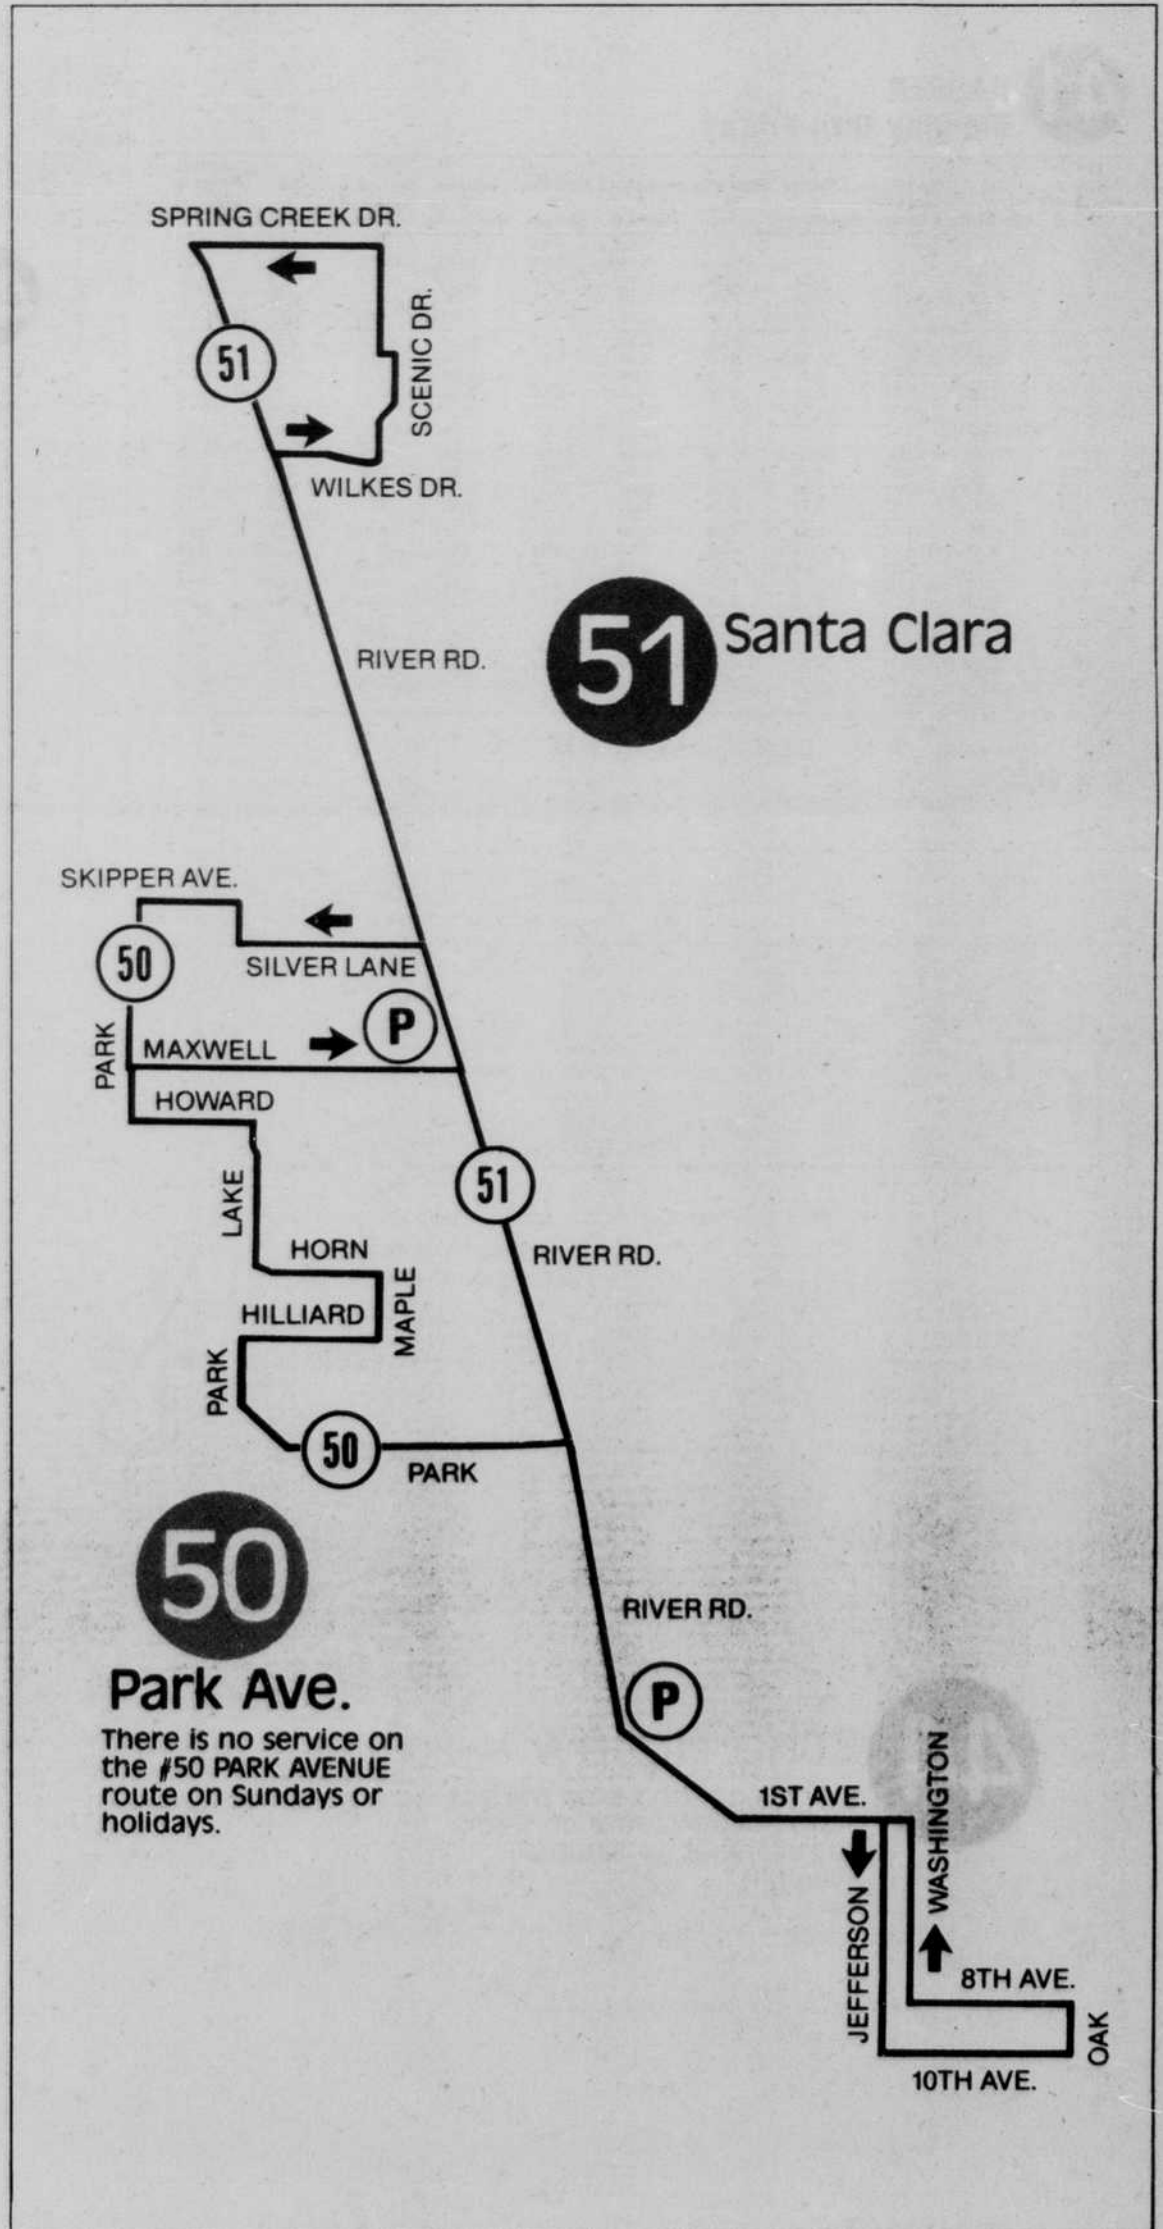 SPRING CREEK DR.
51
SCENIC DR.
WILKES DR.
RIVER RD.
51 Santa Clara
SKIPPER AVE.
50
SILVER LANE
P
PARK
MAXWELL
HOWARD
51
LAKE
HORN
RIVER RD.
HILLIARD
MAPLE
PARK
50
PARK
50
Park Ave.
There is no service on
the #50 PARK AVENUE
route on Sundays or
holidays.
RIVER RD.
P
1ST AVE.
WASHINGTON
JEFFERSON
8TH AVE.
OAK
10TH AVE.